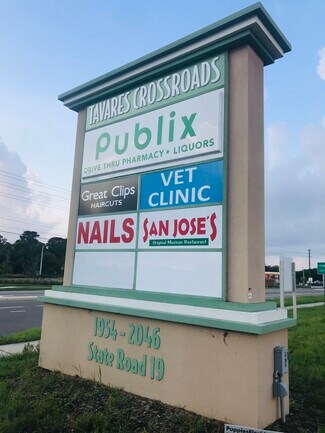 TAVARES CROSSROADS
Publix
DRIVE THRU PHARMACY • LIQUORS
Great Clips
HAIRCUTS
VET
CLINIC
NAILS
SAN JOSE'S
Original Mexican Restaurant
1954 - 2046
State Road 19